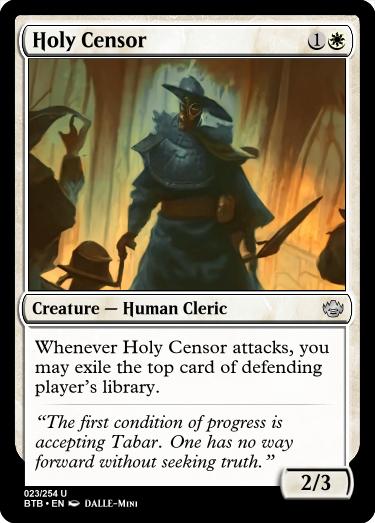 Holy Censor 1
Creature — Human Cleric
Whenever Holy Censor attacks, you
may exile the top card of defending
player's library.
“The first condition of progress is
accepting Tabar. One has no way
forward without seeking truth.”
2/3
023/254 U
BTB • EN DALLE-Mini